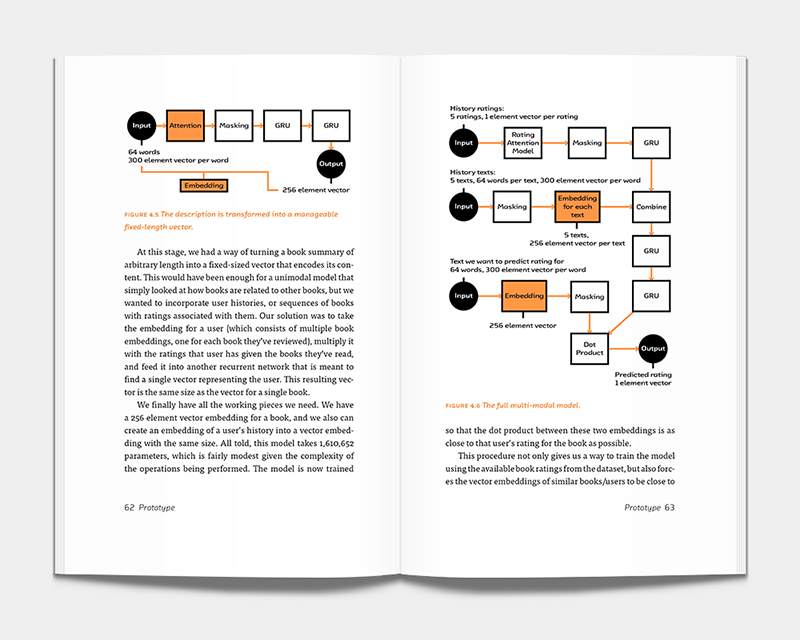 Input
Attention
Masking
GRU
GRU
64 words
300 element vector per word
Output
Embedding
256 element vector
FIGURE 4.5 The description is transformed into a manageable
fixed-length vector.
At this stage, we had a way of turning a book summary of
arbitrary length into a fixed-sized vector that encodes its con-
tent. This would have been enough for a unimodal model that
simply looked at how books are related to other books, but we
wanted to incorporate user histories, or sequences of books
with ratings associated with them. Our solution was to take
the embedding for a user (which consists of multiple book
embeddings, one for each book they've reviewed), multiply it
with the ratings that user has given the books they've read,
and feed it into another recurrent network that is meant to
find a single vector representing the user. This resulting vec-
tor is the same size as the vector for a single book.
We finally have all the working pieces we need. We have
a 256 element vector embedding for a book, and we also can
create an embedding of a user's history into a vector embed-
ding with the same size. All told, this model takes 1,610,652
parameters, which is fairly modest given the complexity of
the operations being performed. The model is now trained
62 Prototype
History ratings:
5 ratings, 1 element vector per rating
Input
Rating
Attention
Model
Masking
GRU
History texts:
5 texts, 64 words per text, 300 element vector per word
Input
Masking
Embedding
for each
text
Combine
5 texts,
256 element vector per text
GRU
Text we want to predict rating for
64 words, 300 element vector per word
Input
Embedding
Masking
GRU
256 element vector
Dot
Product
Output
Predicted rating
1 element vector
FIGURE 4.6 The full multi-modal model.
so that the dot product between these two embeddings is as
close to that user's rating for the book as possible.
This procedure not only gives us a way to train the model
using the available book ratings from the dataset, but also forc-
es the vector embeddings of similar books/users to be close to
Prototype 63